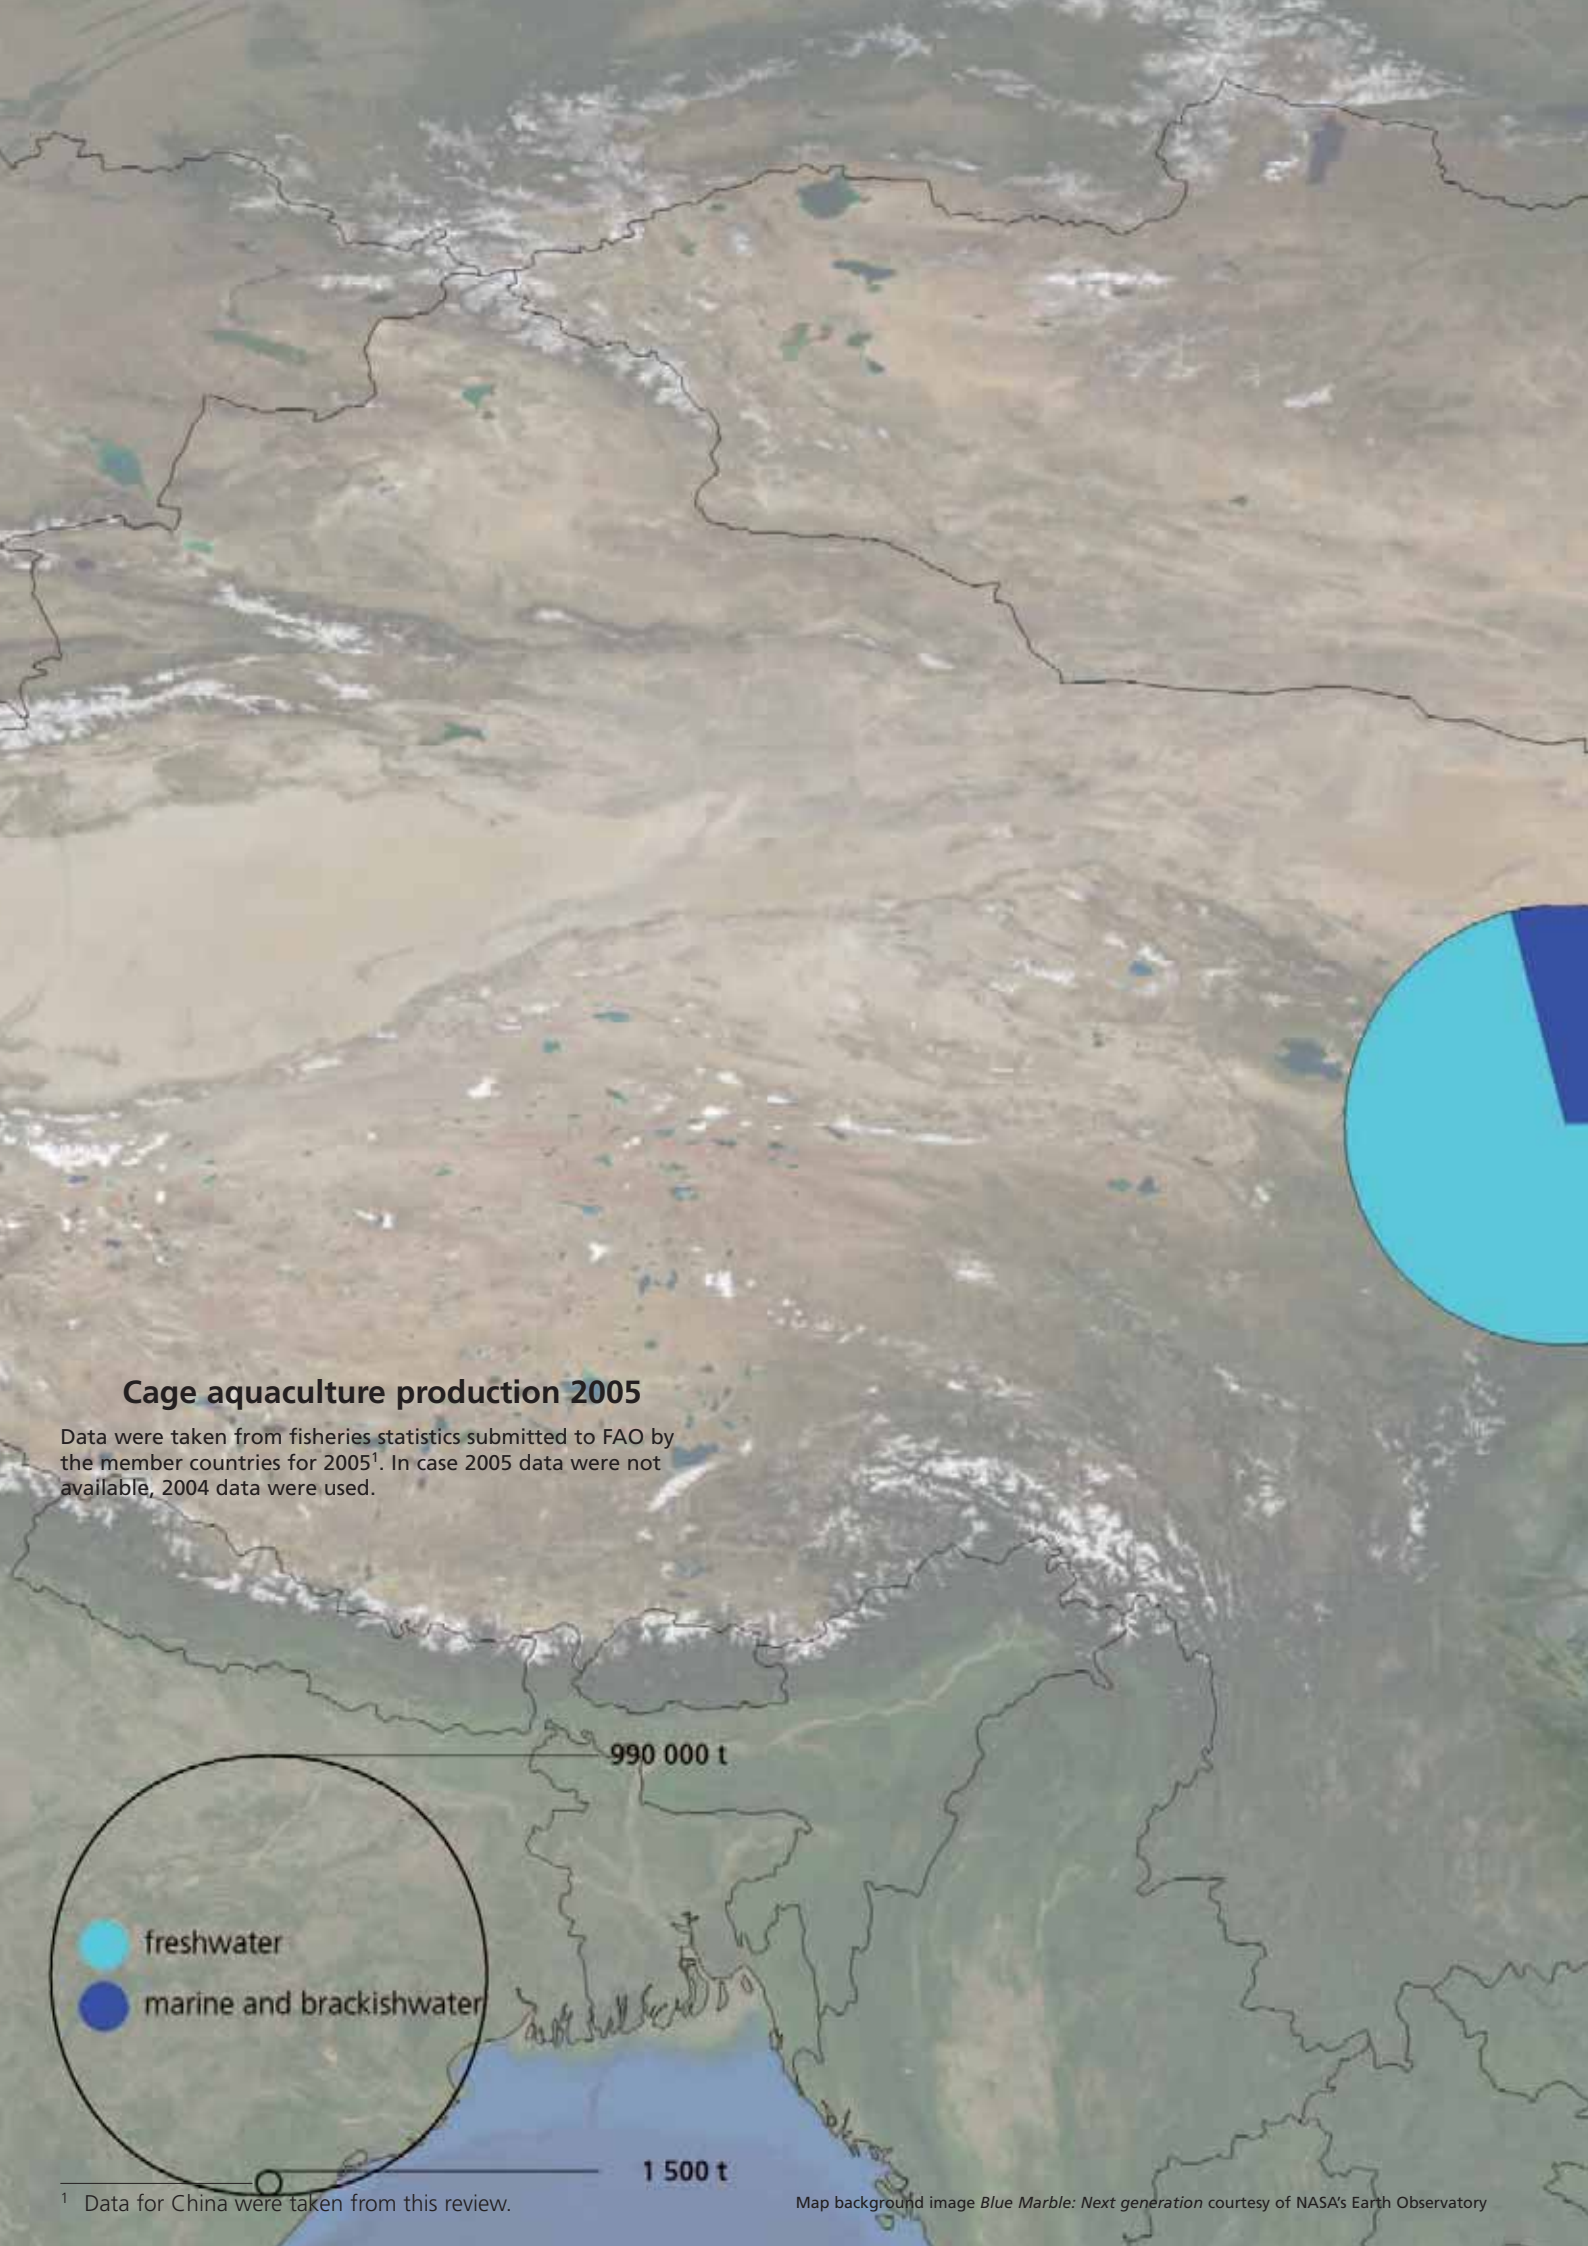 Cage aquaculture production 2005
Data were taken from fisheries statistics submitted to FAO by
the member countries for 2005¹. In case 2005 data were not
available, 2004 data were used.
990 000 t
freshwater
marine and brackishwater
1 500 t
¹ Data for China were taken from this review.
Map background image Blue Marble: Next generation courtesy of NASA's Earth Observatory